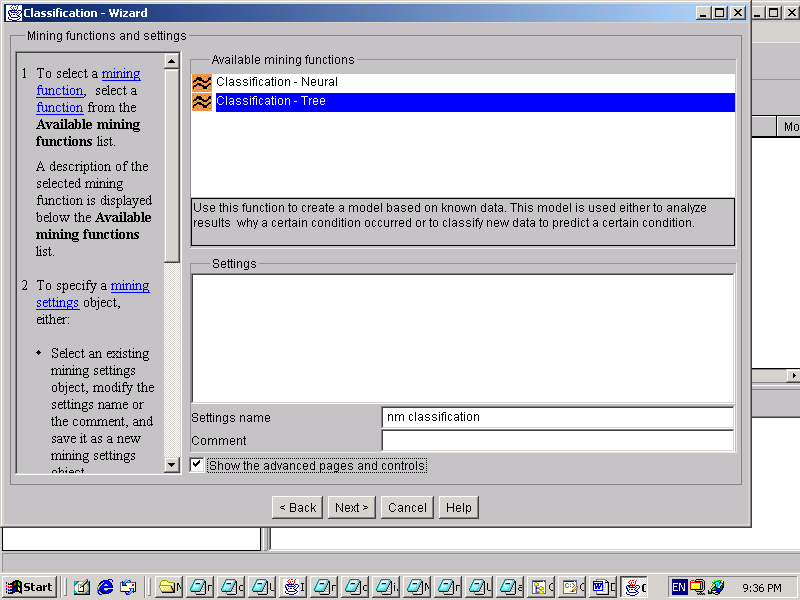 Classification - Wizard
Mining functions and settings
1 To select a mining
function, select a
function from the
Available mining
functions list.
A description of the
selected mining
function is displayed
below the Available
mining functions
list.
2 To specify a mining
settings object,
either:
• Select an existing
mining settings
object, modify the
settings name or
the comment, and
save it as a new
mining settings
object
Available mining functions
Classification - Neural
Classification - Tree
Use this function to create a model based on known data. This model is used either to analyze
results why a certain condition occurred or to classify new data to predict a certain condition.
Settings
Settings name
nm classification
Comment
Show the advanced pages and controls
< Back Next > Cancel Help
Mo
Start
EN 9:36 PM